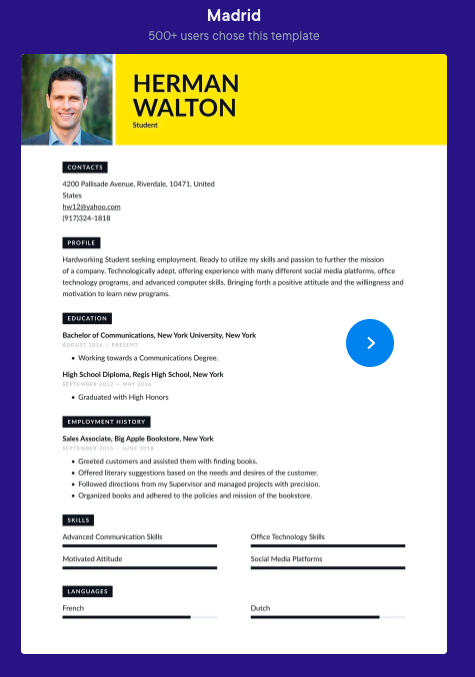 Madrid
500+ users chose this template
HERMAN
WALTON
Student
CONTACTS
4200 Pallisade Avenue, Riverdale, 10471, United
States
hw12@yahoo.com
(917)324-1818
PROFILE
Hardworking Student seeking employment. Ready to utilize my skills and passion to further the mission
of a company. Technologically adept, offering experience with many different social media platforms, office
technology programs, and advanced computer skills. Bringing forth a positive attitude and the willingness and
motivation to learn new programs.
EDUCATION
Bachelor of Communications, New York University, New York
AUGUST 2016 — PRESENT
• Working towards a Communications Degree.
High School Diploma, Regis High School, New York
SEPTEMBER 2012 — MAY 2016
• Graduated with High Honors
EMPLOYMENT HISTORY
Sales Associate, Big Apple Bookstore, New York
SEPTEMBER 2015 — JUNE 2016
• Greeted customers and assisted them with finding books.
• Offered literary suggestions based on the needs and desires of the customer.
• Followed directions from my Supervisor and managed projects with precision.
• Organized books and adhered to the policies and mission of the bookstore.
SKILLS
Advanced Communication Skills
Office Technology Skills
Motivated Attitude
Social Media Platforms
LANGUAGES
French
Dutch